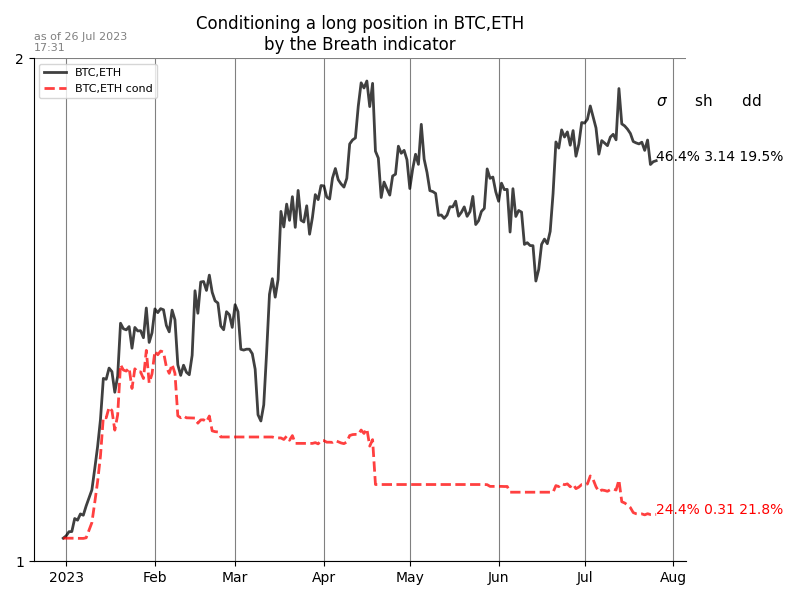 Conditioning a long position in BTC,ETH
by the Breath indicator
as of 26 Jul 2023
17:31
2
BTC,ETH
BTC,ETH cond
σ sh dd
46.4% 3.14 19.5%
24.4% 0.31 21.8%
1
2023 Feb Mar Apr May Jun Jul Aug